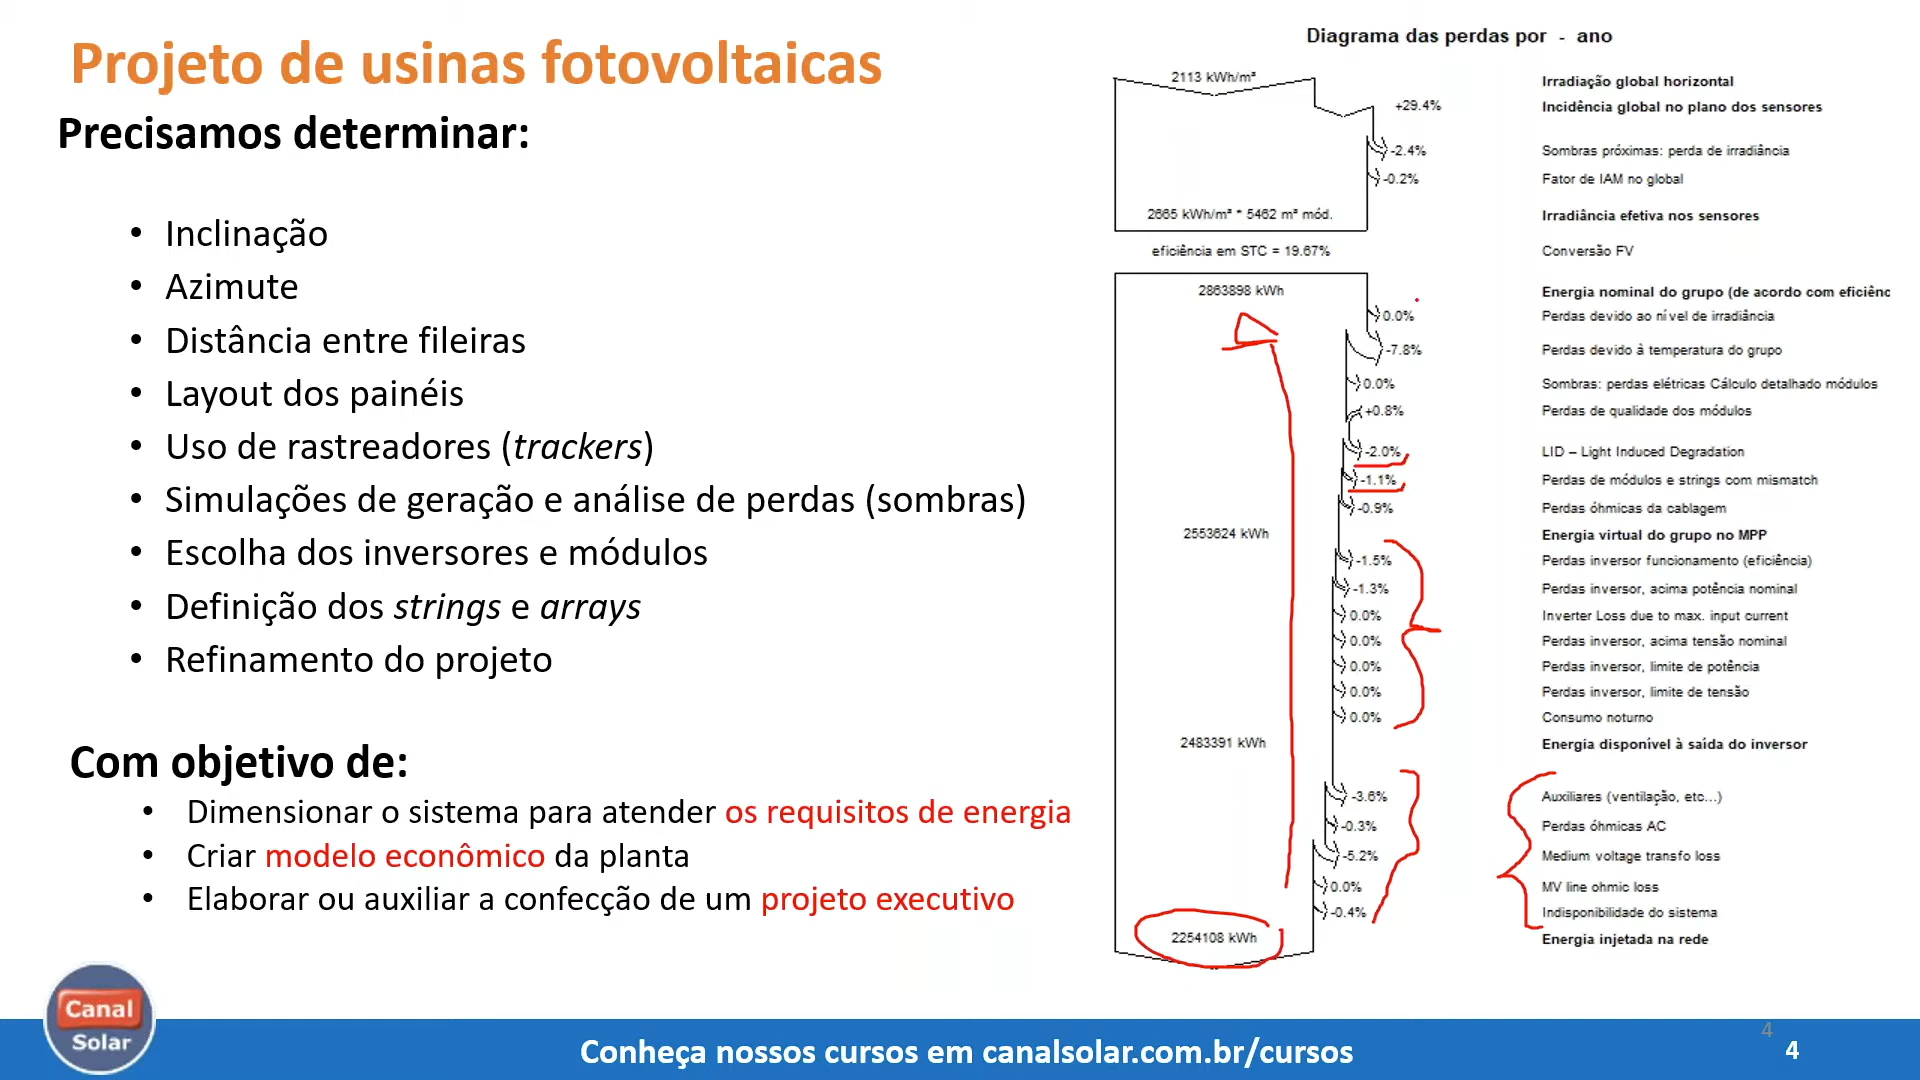 Projeto de usinas fotovoltaicas
Precisamos determinar:
• Inclinação
• Azimute
• Distância entre fileiras
• Layout dos painéis
• Uso de rastreadores (trackers)
• Simulações de geração e análise de perdas (sombras)
• Escolha dos inversores e módulos
• Definição dos strings e arrays
• Refinamento do projeto
Com objetivo de:
• Dimensionar o sistema para atender os requisitos de energia
• Criar modelo econômico da planta
• Elaborar ou auxiliar a confecção de um projeto executivo
Diagrama das perdas por - ano
2113 kWh/m² Irradiação global horizontal
+29.4% Incidência global no plano dos sensores
-2.4% Sombras próximas: perda de irradiância
-0.2% Fator de IAM no global
2665 kWh/m² * 5462 m² mód. Irradiância efetiva nos sensores
eficiência em STC = 19.67% Conversão FV
2863898 kWh Energia nominal do grupo (de acordo com eficiênc
0.0% Perdas devido ao nível de irradiância
-7.8% Perdas devido à temperatura do grupo
0.0% Sombras: perdas elétricas Cálculo detalhado módulos
+0.8% Perdas de qualidade dos módulos
-2.0% LID – Light Induced Degradation
-1.1% Perdas de módulos e strings com mismatch
-0.9% Perdas óhmicas da cablagem
2553624 kWh Energia virtual do grupo no MPP
-1.5% Perdas inversor funcionamento (eficiência)
-1.3% Perdas inversor, acima potência nominal
0.0% Inverter Loss due to max. input current
0.0% Perdas inversor, acima tensão nominal
0.0% Perdas inversor, limite de potência
0.0% Perdas inversor, limite de tensão
0.0% Consumo noturno
2483391 kWh Energia disponível à saída do inversor
-3.6% Auxiliares (ventilação, etc...)
-0.3% Perdas óhmicas AC
-5.2% Medium voltage transfo loss
0.0% MV line ohmic loss
-0.4% Indisponibilidade do sistema
2254108 kWh Energia injetada na rede
Canal
Solar
Conheça nossos cursos em canalsolar.com.br/cursos
4
4